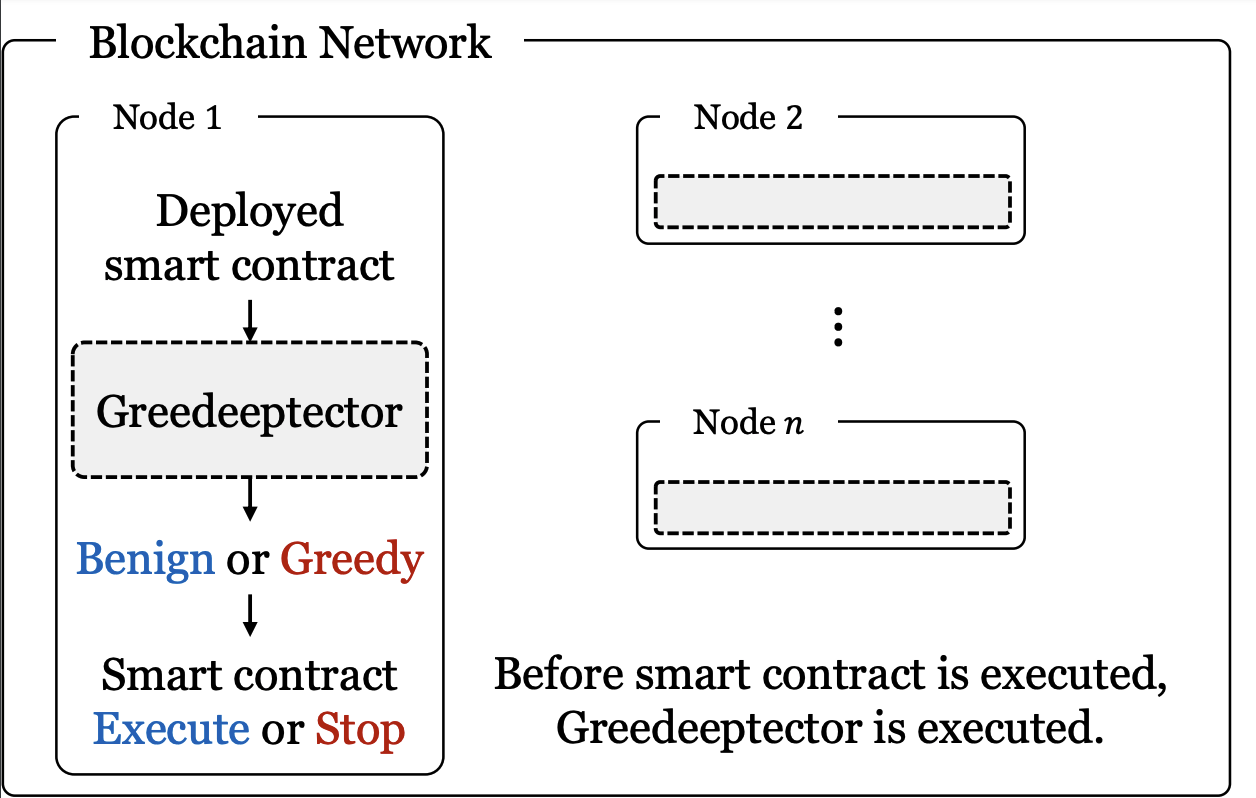 Blockchain Network
Node 1
Deployed
smart contract
Greedeeptector
Benign or Greedy
Smart contract
Execute or Stop
Node 2
⋮
Node n
Before smart contract is executed,
Greedeeptector is executed.